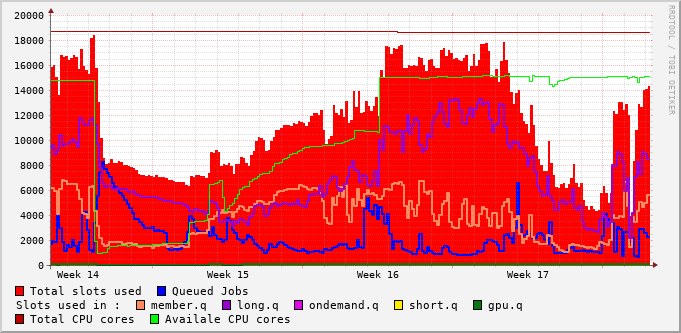 20000
18000
16000
14000
12000
10000
8000
6000
4000
2000
0
Week 14 Week 15 Week 16 Week 17
RRDTOOL / TOBI OETIKER
Total slots used Queued Jobs
Slots used in : member.q long.q ondemand.q short.q gpu.q
Total CPU cores Availale CPU cores